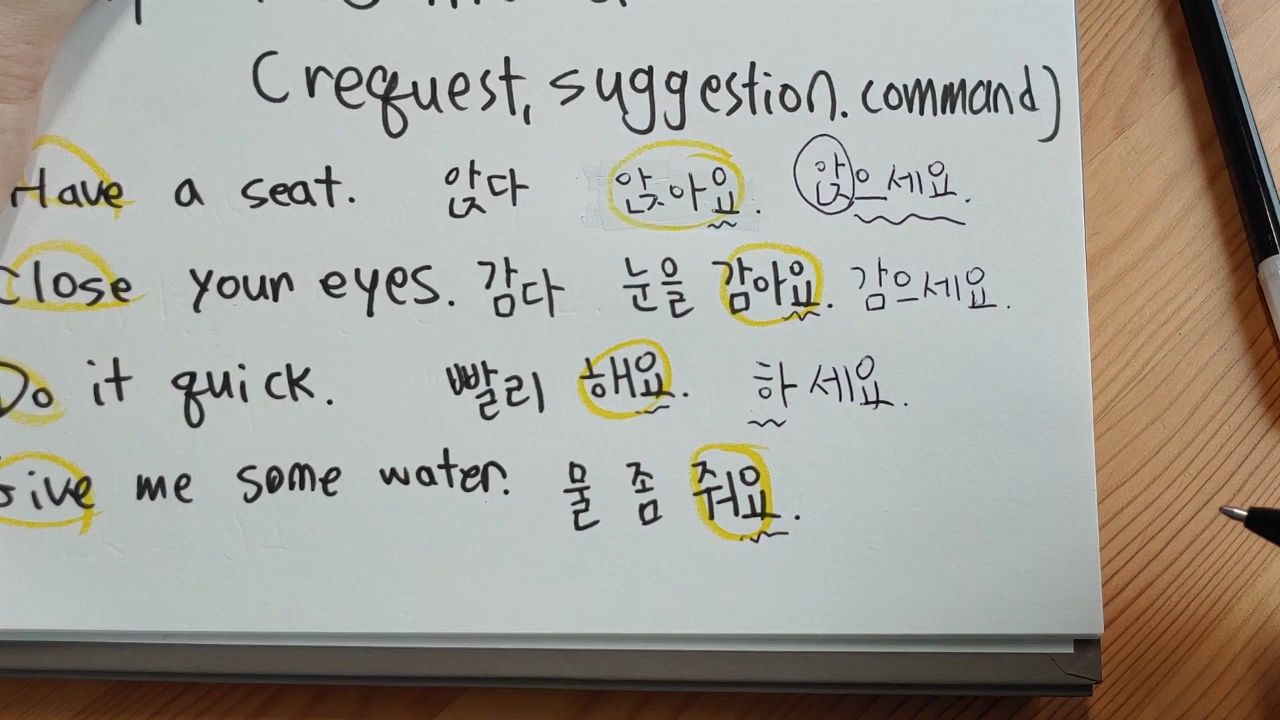 (request, suggestion. command)
Have a seat. 앉다 앉아요. 앉으세요.
Close your eyes. 감다 눈을 감아요. 감으세요.
Do it quick. 빨리 해요. 하세요.
Give me some water. 물 좀 줘요.